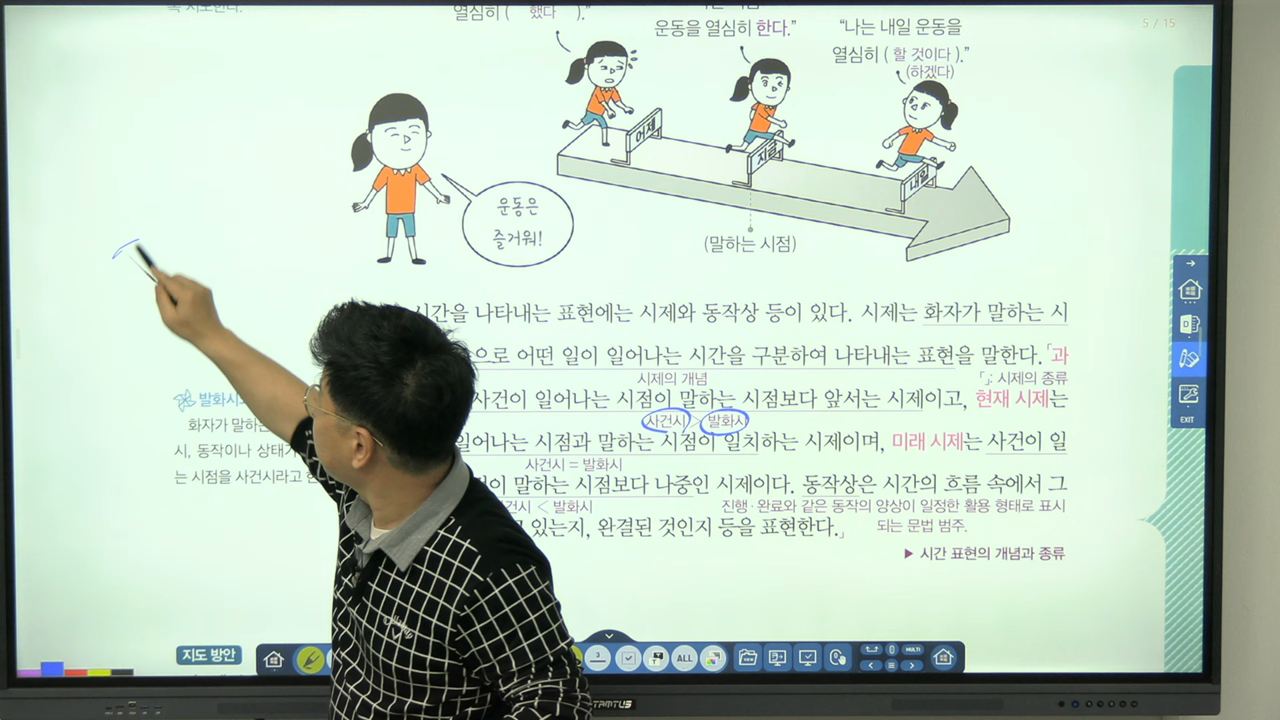 열심히 ( 했다 )."
운동을 열심히 한다."
"나는 내일 운동을
열심히 ( 할 것이다 )."
(하겠다)
5 / 15
어제
지금
내일
운동은
즐거워!
(말하는 시점)
시간을 나타내는 표현에는 시제와 동작상 등이 있다. 시제는 화자가 말하는 시
으로 어떤 일이 일어나는 시간을 구분하여 나타내는 표현을 말한다.「과
시제의 개념
「」: 시제의 종류
사건이 일어나는 시점이 말하는 시점보다 앞서는 시제이고, 현재 시제는
사건시 > 발화시
일어나는 시점과 말하는 시점이 일치하는 시제이며, 미래 시제는 사건이 일
사건시 = 발화시
말하는 시점보다 나중인 시제이다. 동작상은 시간의 흐름 속에서 그
< 발화시
진행·완료와 같은 동작의 양상이 일정한 활용 형태로 표시
있는지, 완결된 것인지 등을 표현한다.」
되는 문법 범주.
▶ 시간 표현의 개념과 종류
발화시
화자가 말하는
시, 동작이나 상태가
는 시점을 사건시라고
지도 방안
3
ALL
MULTI
EXIT